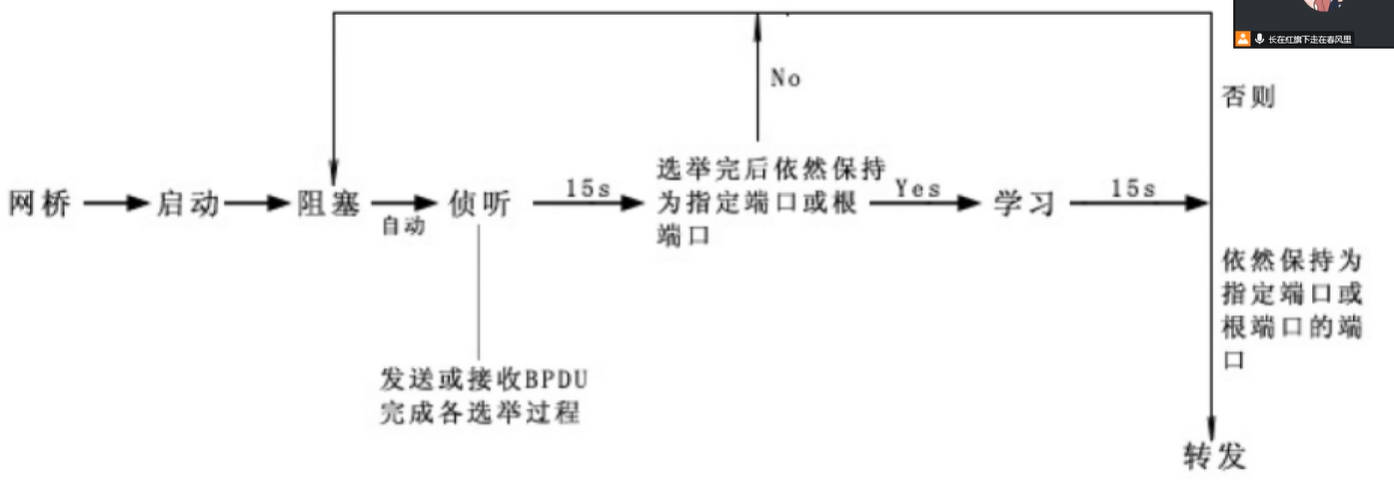 长在红旗下走在春风里
No
否则
网桥
启动
阻塞
自动
侦听
15s
选举完后依然保持
为指定端口或根
端口
Yes
学习
15s
依然保持为
指定端口或
根端口的端
口
发送或接收BPDU
完成各选举过程
转发